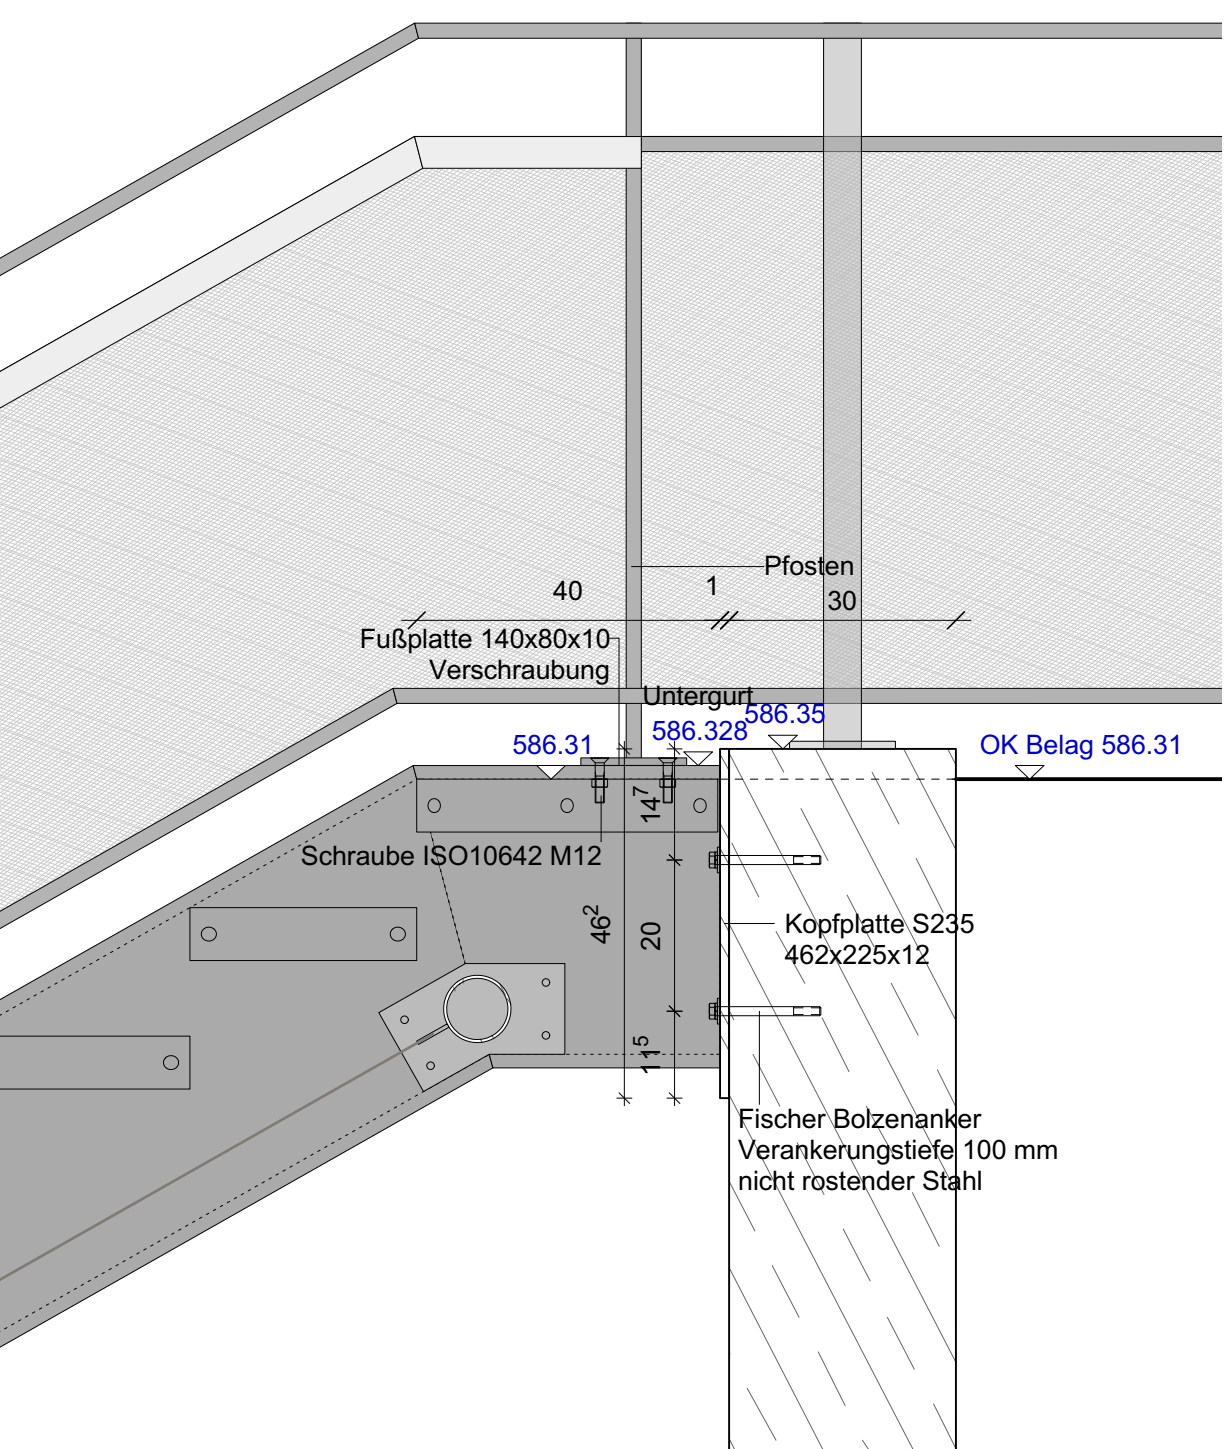 Pfosten
40
1
30
Fußplatte 140x80x10
Verschraubung
Untergurt
586.35
586.328
586.31
OK Belag 586.31
14⁷
Schraube ISO10642 M12
46²
20
Kopfplatte S235
462x225x12
11⁵
Fischer Bolzenanker
Verankerungstiefe 100 mm
nicht rostender Stahl